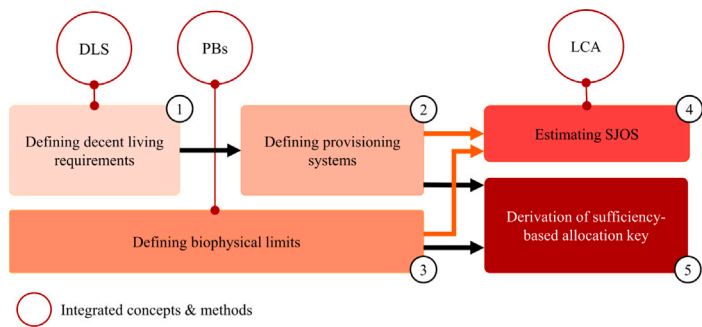 DLS
PBs
LCA
1
2
4
Defining decent living
requirements
Defining provisioning
systems
Estimating SJOS
Defining biophysical limits
3
Derivation of sufficiency-
based allocation key
5
Integrated concepts & methods